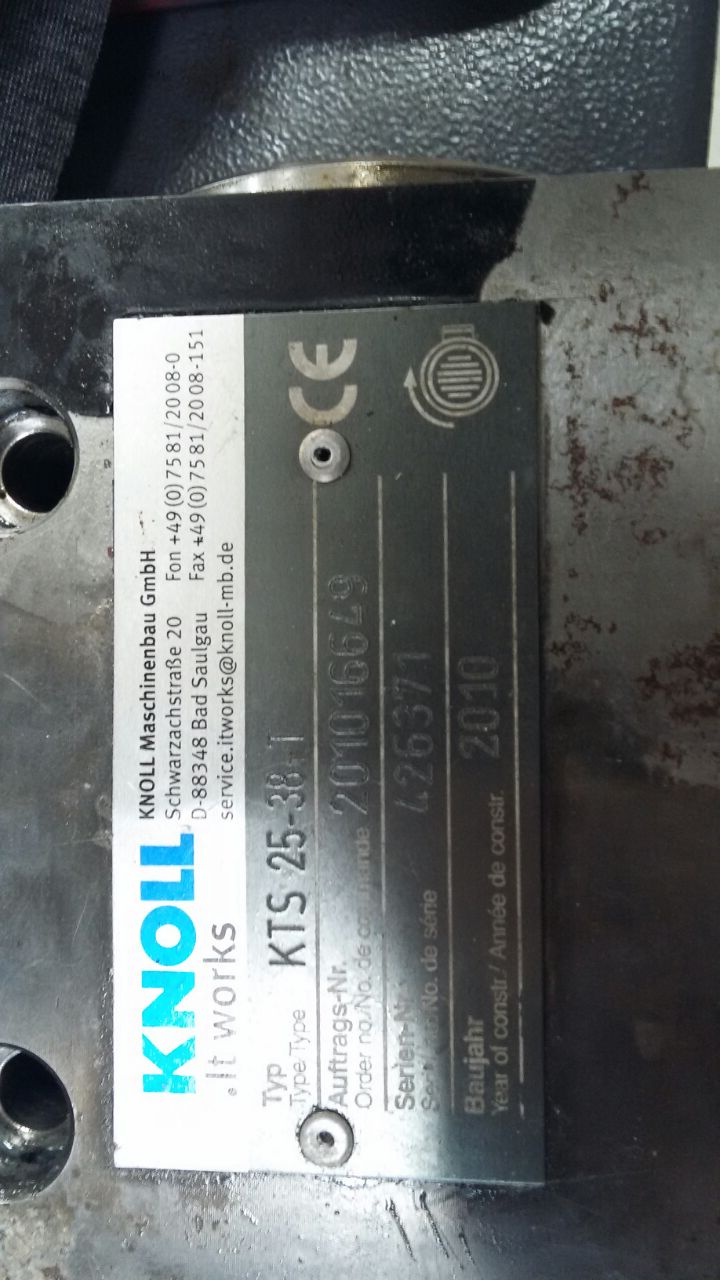 KNOLL
.It works
KNOLL Maschinenbau GmbH
Schwarzachstraße 20 Fon +49 (0) 75 81/20 08-0
D-88348 Bad Saulgau Fax +49 (0) 75 81/20 08-151
service.itworks@knoll-mb.de
CE
Typ
Type/Type KTS 25-38-T
Auftrags-Nr.
Order no./No. de commande 201016649
Serien-Nr.
No. de série 426371
Baujahr
Year of constr./ Année de constr. 2010